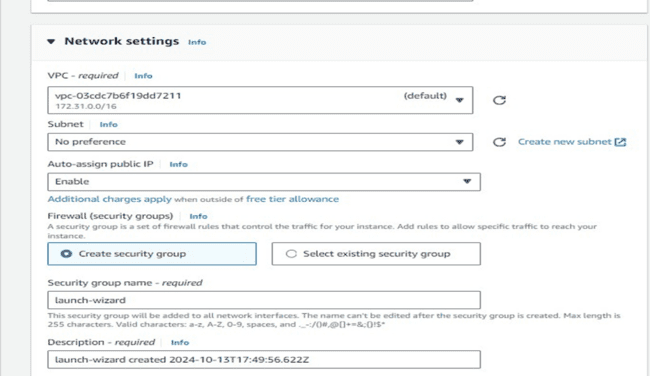 Network settings Info
VPC - required Info
vpc-03cdc7b6f19dd7211 (default)
172.31.0.0/16
Subnet Info
No preference Create new subnet
Auto-assign public IP Info
Enable
Additional charges apply when outside of free tier allowance
Firewall (security groups) Info
A security group is a set of firewall rules that control the traffic for your instance. Add rules to allow specific traffic to reach your
instance.
Create security group Select existing security group
Security group name - required
launch-wizard
This security group will be added to all network interfaces. The name can't be edited after the security group is created. Max length is
255 characters. Valid characters: a-z, A-Z, 0-9, spaces, and ._-:/()#,@[]+=&;{}!$*
Description - required Info
launch-wizard created 2024-10-13T17:49:56.622Z